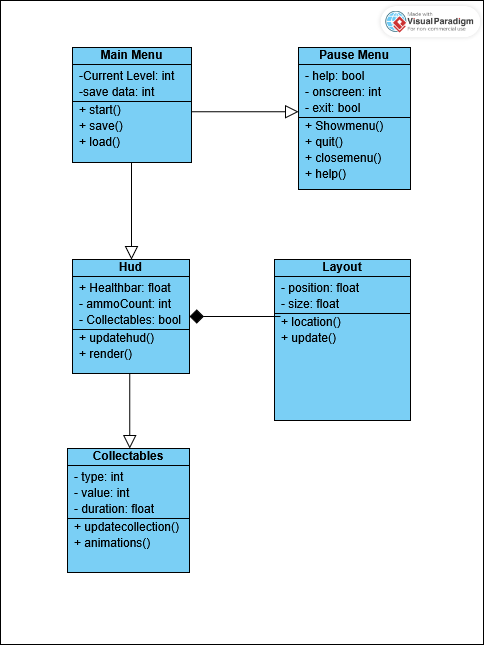 Made with
Visual Paradigm
For non commercial use
Main Menu
-Current Level: int
-save data: int
+ start()
+ save()
+ load()
Pause Menu
- help: bool
- onscreen: int
- exit: bool
+ Showmenu()
+ quit()
+ closemenu()
+ help()
Hud
+ Healthbar: float
- ammoCount: int
- Collectables: bool
+ updatehud()
+ render()
Layout
- position: float
- size: float
+ location()
+ update()
Collectables
- type: int
- value: int
- duration: float
+ updatecollection()
+ animations()